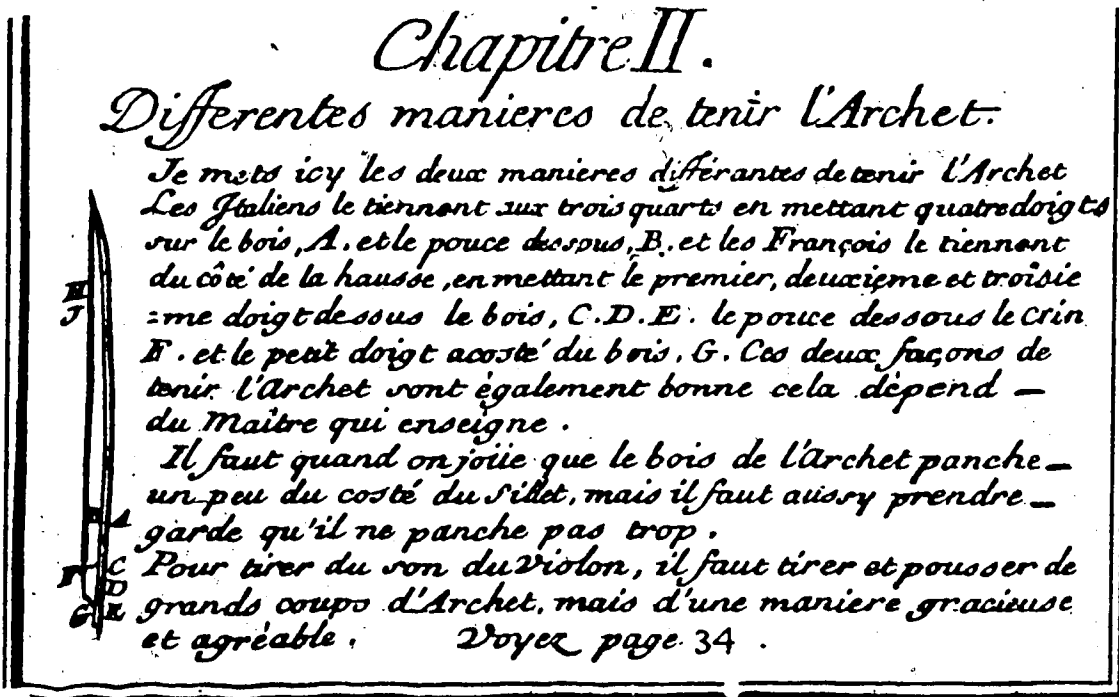 Chapitre II.
Differentes manieres de tenir l'Archet.
Je mets icy les deux manieres differantes de tenir l'Archet
Les Italiens le tiennent aux trois quarts en mettant quatre doigts
sur le bois, A. et le pouce dessous, B. et les François le tiennent
du côté de la hausse, en mettant le premier, deuxieme et troisie
=me doigt dessus le bois, C.D.E. le pouce dessous le crin
F. et le petit doigt acosté du bois. G. Ces deux façons de
tenir l'Archet sont également bonne cela dépend –
du Maître qui enseigne.
Il faut quand on joüe que le bois de l'Archet panche –
un peu du costé du sillet, mais il faut aussy prendre –
garde qu'il ne panche pas trop.
Pour tirer du son du Violon, il faut tirer et pousser de
grands coups d'Archet, mais d'une maniere gracieuse
et agréable. Voyez page 34.
H
J
B A
F C
D
G E